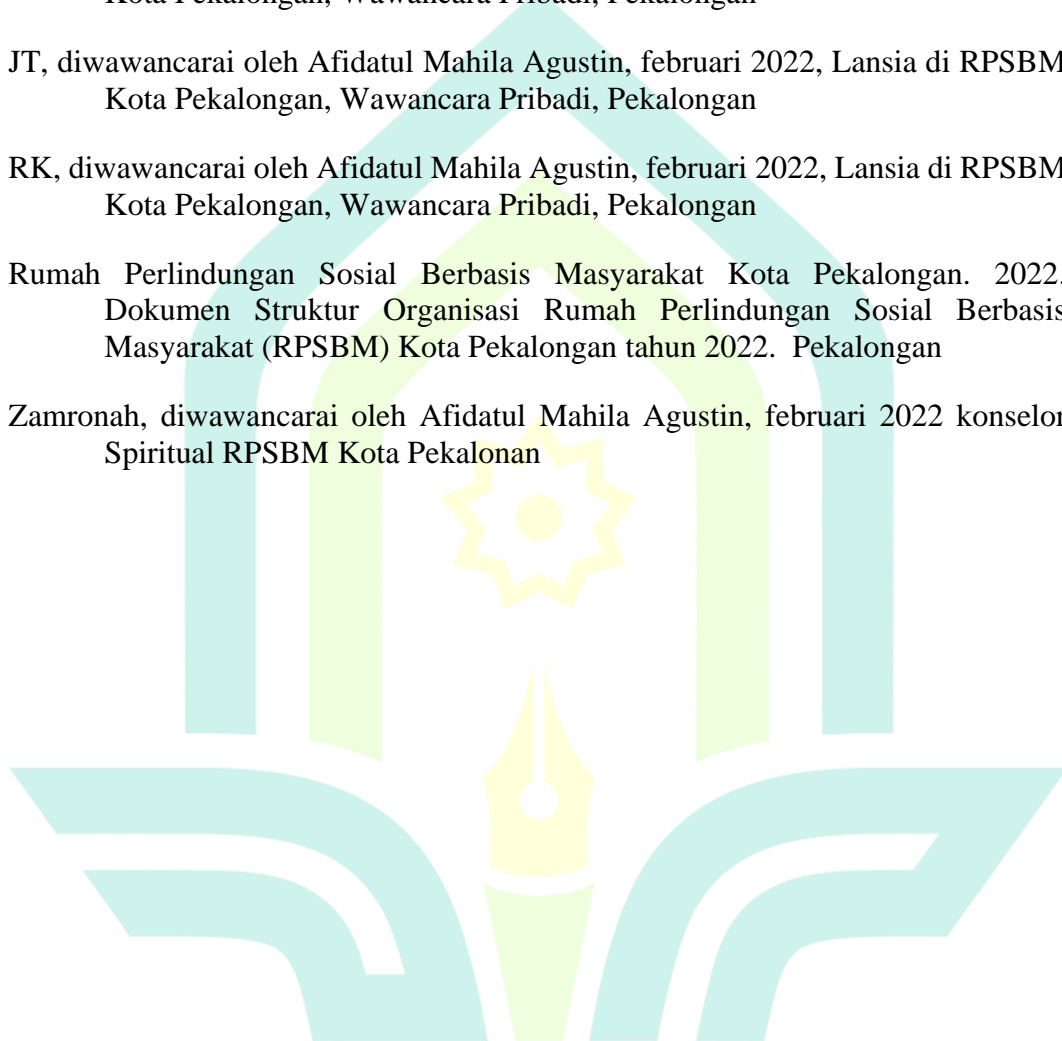 Kota Pekalongan, Wawancara Pribadi, Pekalongan
JT, diwawancarai oleh Afidatul Mahila Agustin, februari 2022, Lansia di RPSBM
Kota Pekalongan, Wawancara Pribadi, Pekalongan
RK, diwawancarai oleh Afidatul Mahila Agustin, februari 2022, Lansia di RPSBM
Kota Pekalongan, Wawancara Pribadi, Pekalongan
Rumah Perlindungan Sosial Berbasis Masyarakat Kota Pekalongan. 2022.
Dokumen Struktur Organisasi Rumah Perlindungan Sosial Berbasis
Masyarakat (RPSBM) Kota Pekalongan tahun 2022. Pekalongan
Zamronah, diwawancarai oleh Afidatul Mahila Agustin, februari 2022 konselor
Spiritual RPSBM Kota Pekalonan